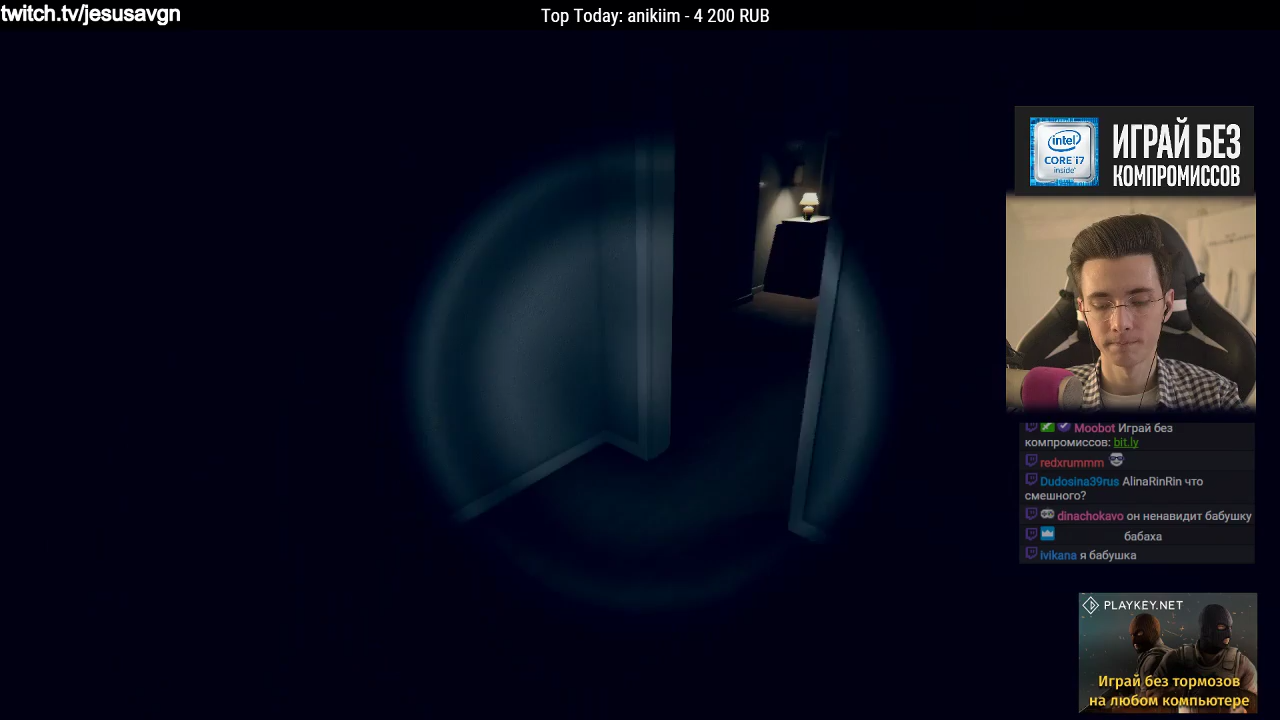 twitch.tv/jesusavgn
Top Today: anikiim - 4 200 RUB
intel
CORE i7
inside
ИГРАЙ БЕЗ
КОМПРОМИССОВ
Moobot Играй без
компромиссов: bit.ly
redxrummm
Dudosina39rus AlinaRinRin что
смешного?
dinachokavo он ненавидит бабушку
бабаха
lvikana я бабушка
PLAYKEY.NET
Играй без тормозов
на любом компьютере